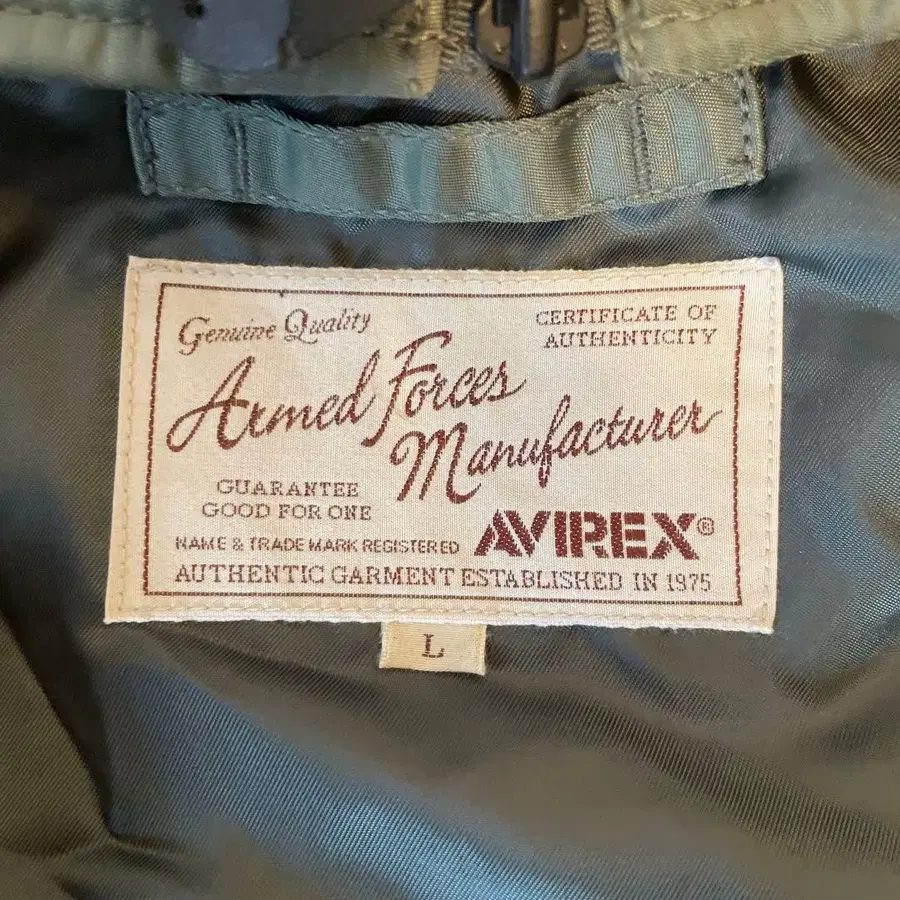 Genuine Quality
CERTIFICATE OF
AUTHENTICITY
Armed Forces
Manufacturer
GUARANTEE
GOOD FOR ONE
NAME & TRADE MARK REGISTERED
AVIREX®
AUTHENTIC GARMENT ESTABLISHED IN 1975
L